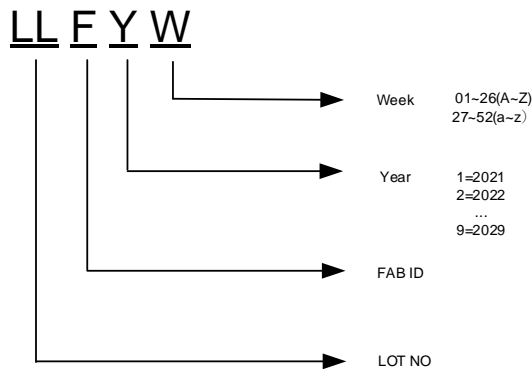 LL F Y W
Week 01~26(A~Z)
27~52(a~z）
Year 1=2021
2=2022
...
9=2029
FAB ID
LOT NO